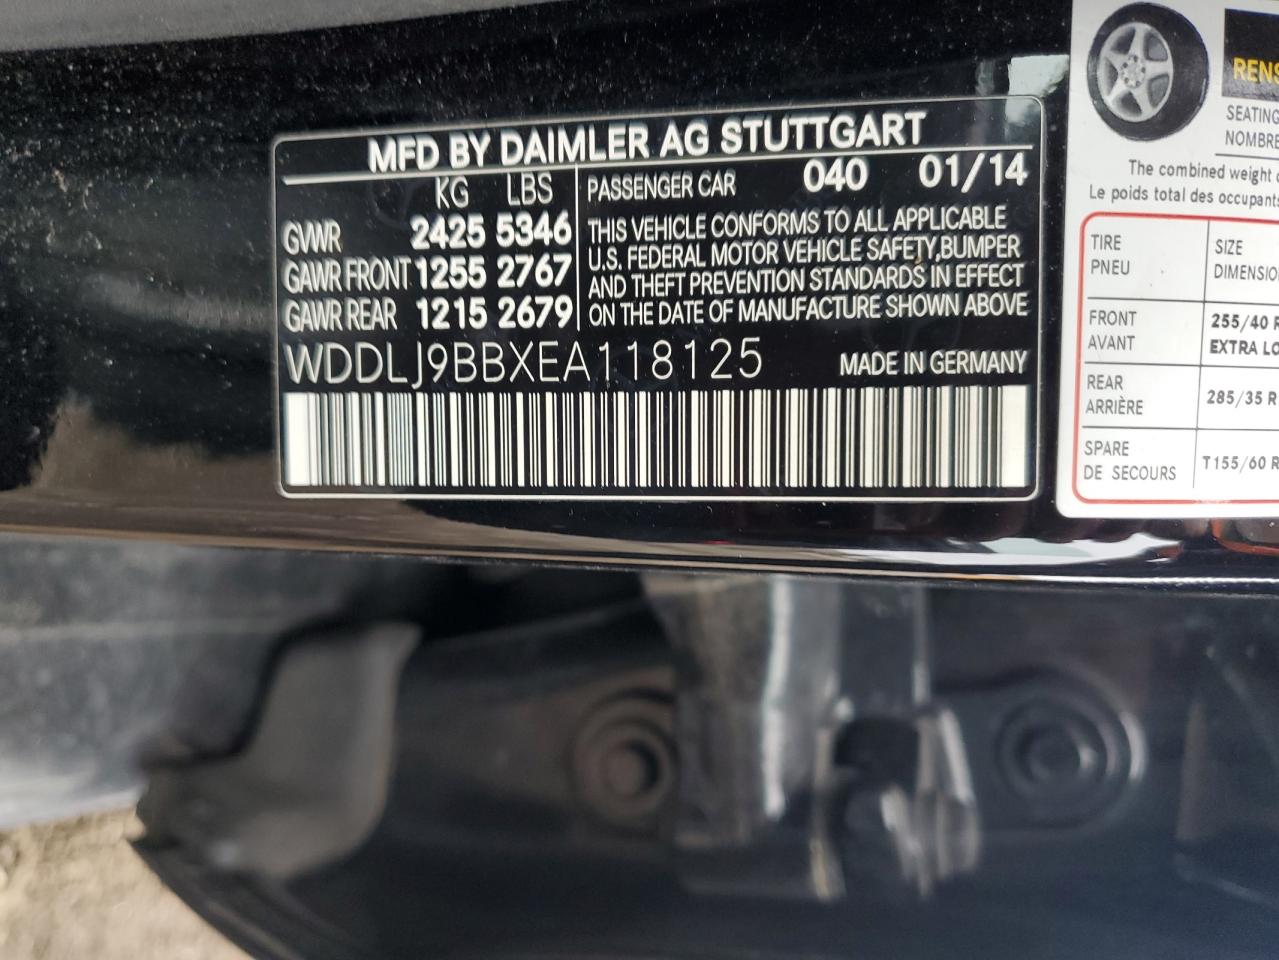 MFD BY DAIMLER AG STUTTGART
KG LBS
GVWR 2425 5346
GAWR FRONT 1255 2767
GAWR REAR 1215 2679
PASSENGER CAR 040 01/14
THIS VEHICLE CONFORMS TO ALL APPLICABLE
U.S. FEDERAL MOTOR VEHICLE SAFETY,BUMPER
AND THEFT PREVENTION STANDARDS IN EFFECT
ON THE DATE OF MANUFACTURE SHOWN ABOVE
WDDLJ9BBXEA118125 MADE IN GERMANY
SEATING
The combined weight
Le poids total des occupants
TIRE SIZE
PNEU
FRONT 255/40 R
AVANT EXTRA
REAR 285/35 R
ARRIÈRE
SPARE T155/60 R
DE SECOURS